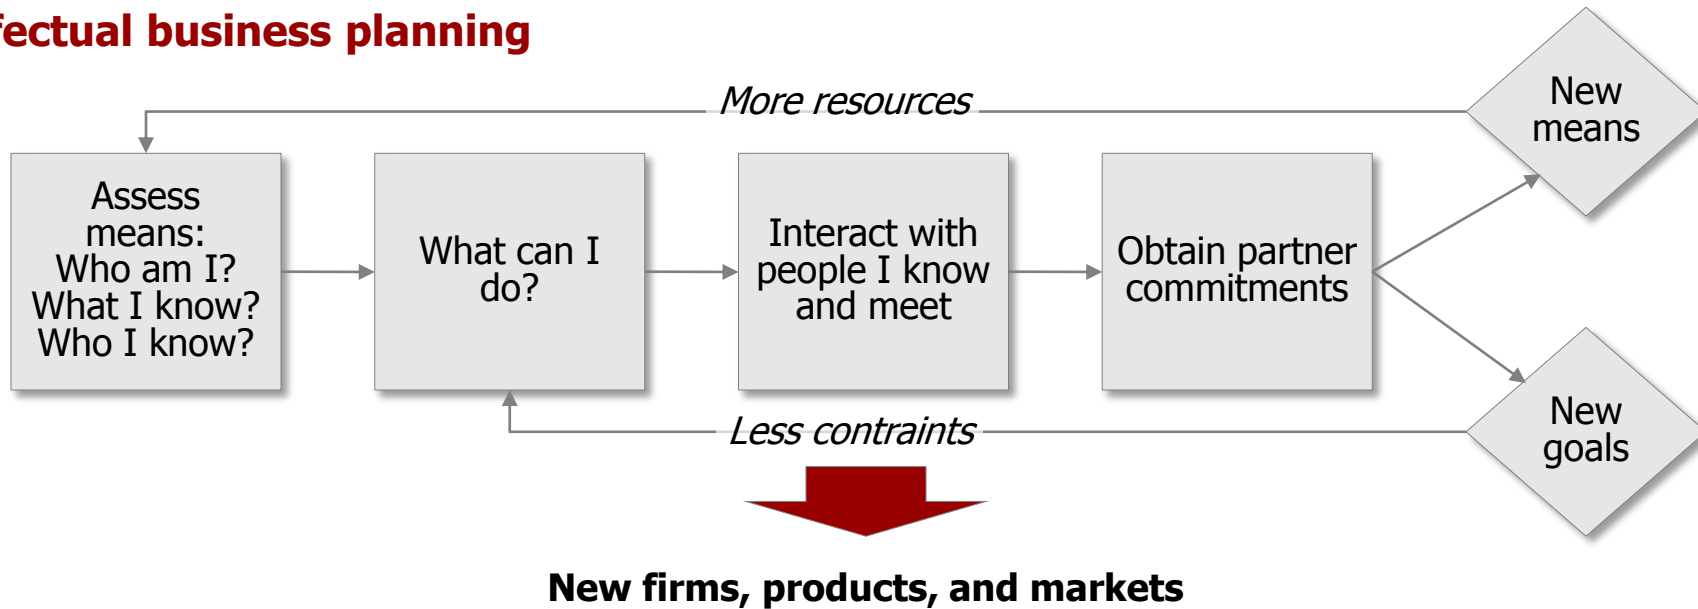 fectual business planning
More resources
New
means
Assess
means:
Who am I?
What I know?
Who I know?
What can I
do?
Interact with
people I know
and meet
Obtain partner
commitments
Less contraints
New
goals
New firms, products, and markets